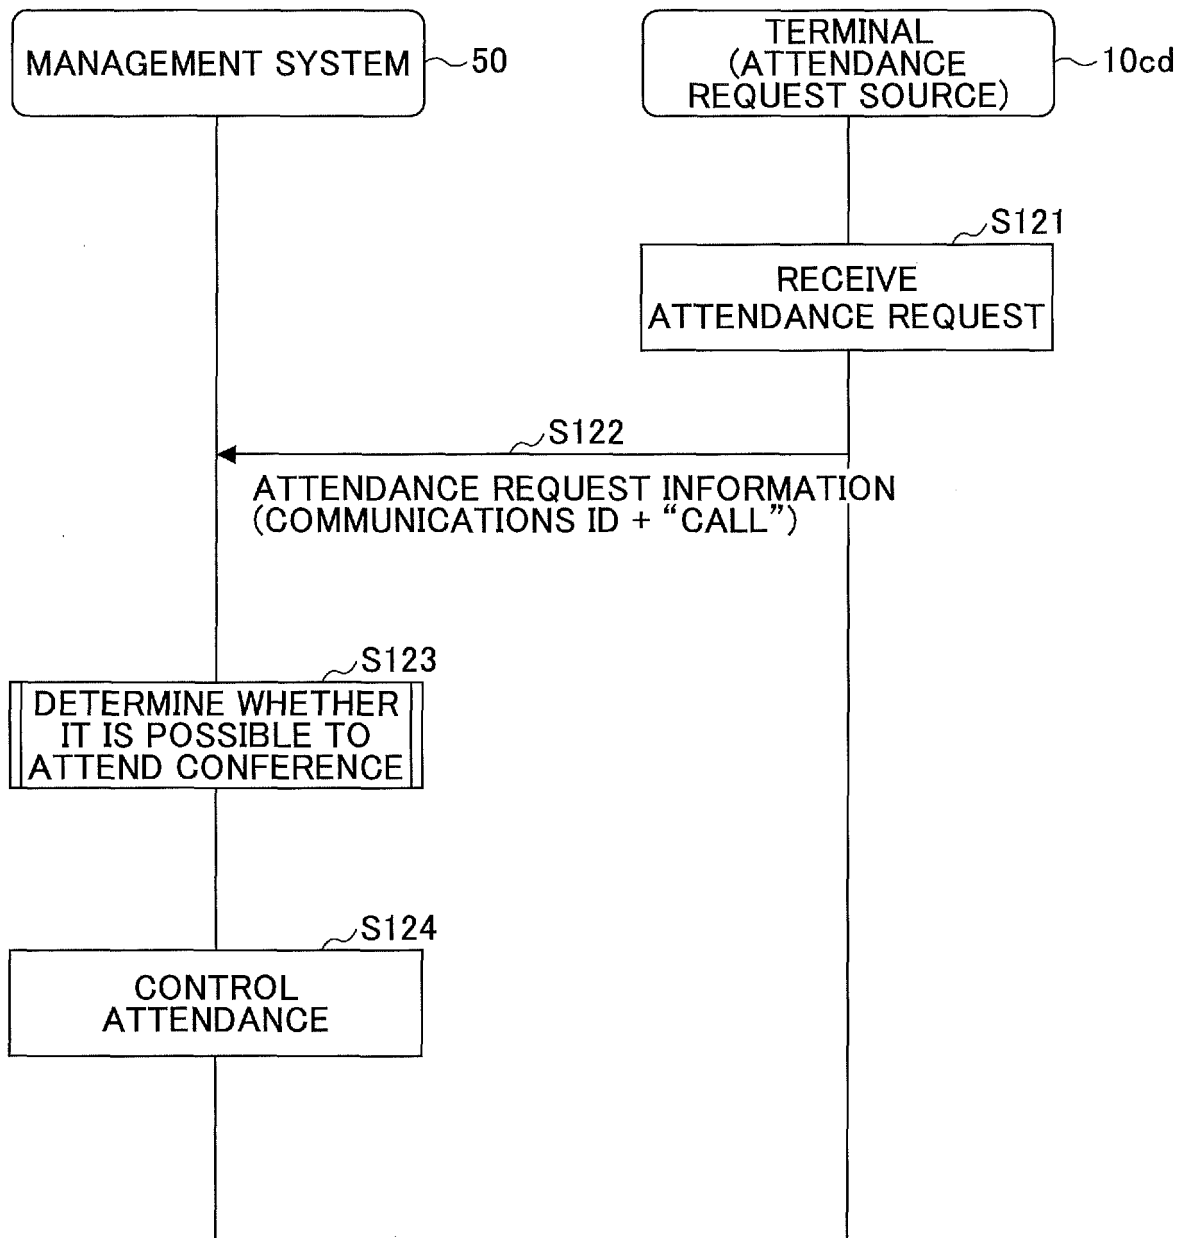 MANAGEMENT SYSTEM
50
TERMINAL
(ATTENDANCE
REQUEST SOURCE)
10cd
S121
RECEIVE
ATTENDANCE REQUEST
S122
ATTENDANCE REQUEST INFORMATION
(COMMUNICATIONS ID + “CALL”)
S123
DETERMINE WHETHER
IT IS POSSIBLE TO
ATTEND CONFERENCE
S124
CONTROL
ATTENDANCE